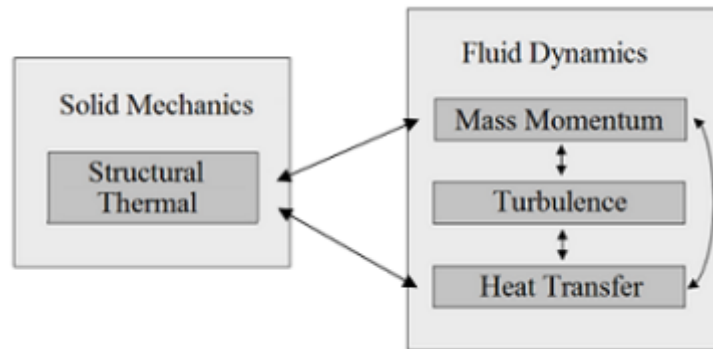 Solid Mechanics
Structural
Thermal
Fluid Dynamics
Mass Momentum
Turbulence
Heat Transfer